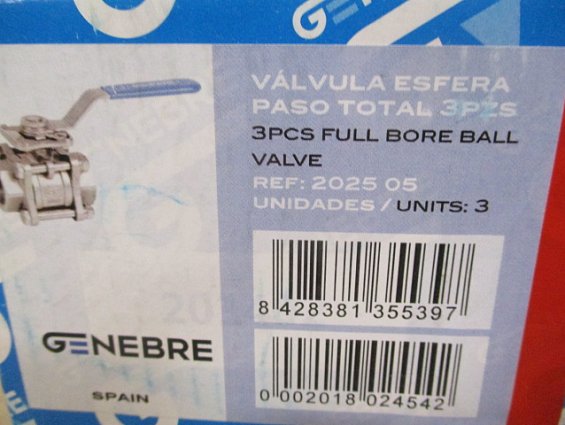 GENEBRE
VÁLVULA ESFERA
PASO TOTAL 3PZS
3PCS FULL BORE BALL
VALVE
REF: 2025 05
UNIDADES / UNITS: 3
8 428381 355397
GENEBRE
0 002018 024542
SPAIN